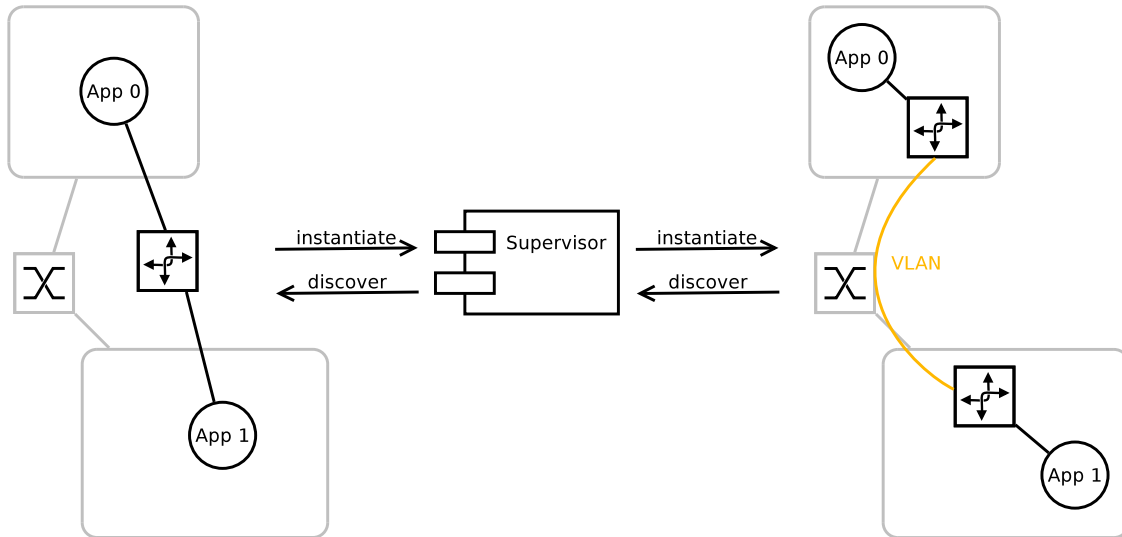 App 0
App 1
instantiate
discover
Supervisor
instantiate
discover
App 0
VLAN
App 1